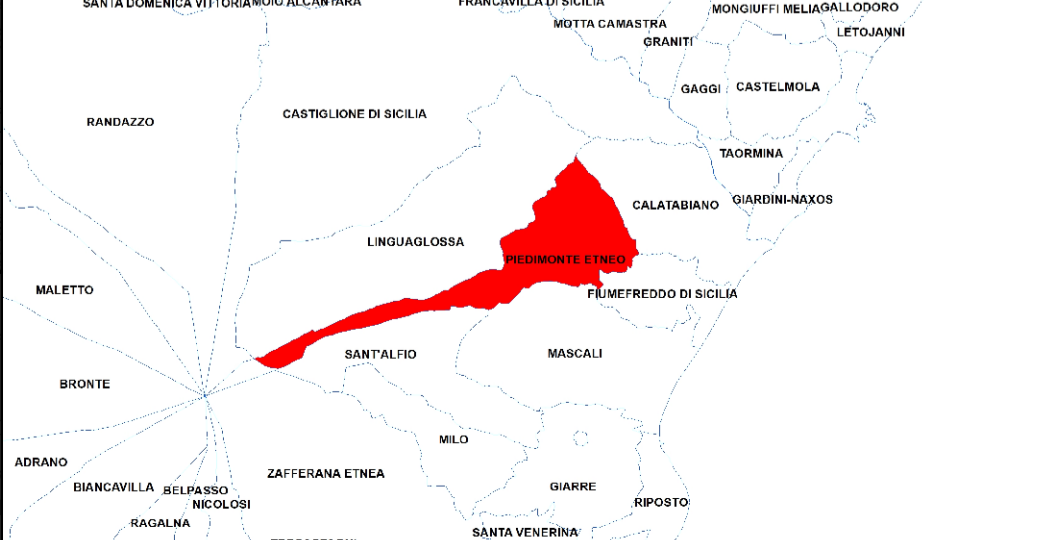 SANTA DOMENICA VITTORIA
MOIO ALCANTARA
FRANCAVILLA DI SICILIA
MONGIUFFI MELIA
GALLODORO
MOTTA CAMASTRA
LETOJANNI
GRANITI
GAGGI
CASTELMOLA
CASTIGLIONE DI SICILIA
RANDAZZO
TAORMINA
CALATABIANO
GIARDINI-NAXOS
LINGUAGLOSSA
PIEDIMONTE ETNEO
MALETTO
FIUMEFREDDO DI SICILIA
SANT'ALFIO
MASCALI
BRONTE
MILO
ADRANO
ZAFFERANA ETNEA
BIANCAVILLA
BELPASSO
GIARRE
NICOLOSI
RIPOSTO
RAGALNA
SANTA VENERINA